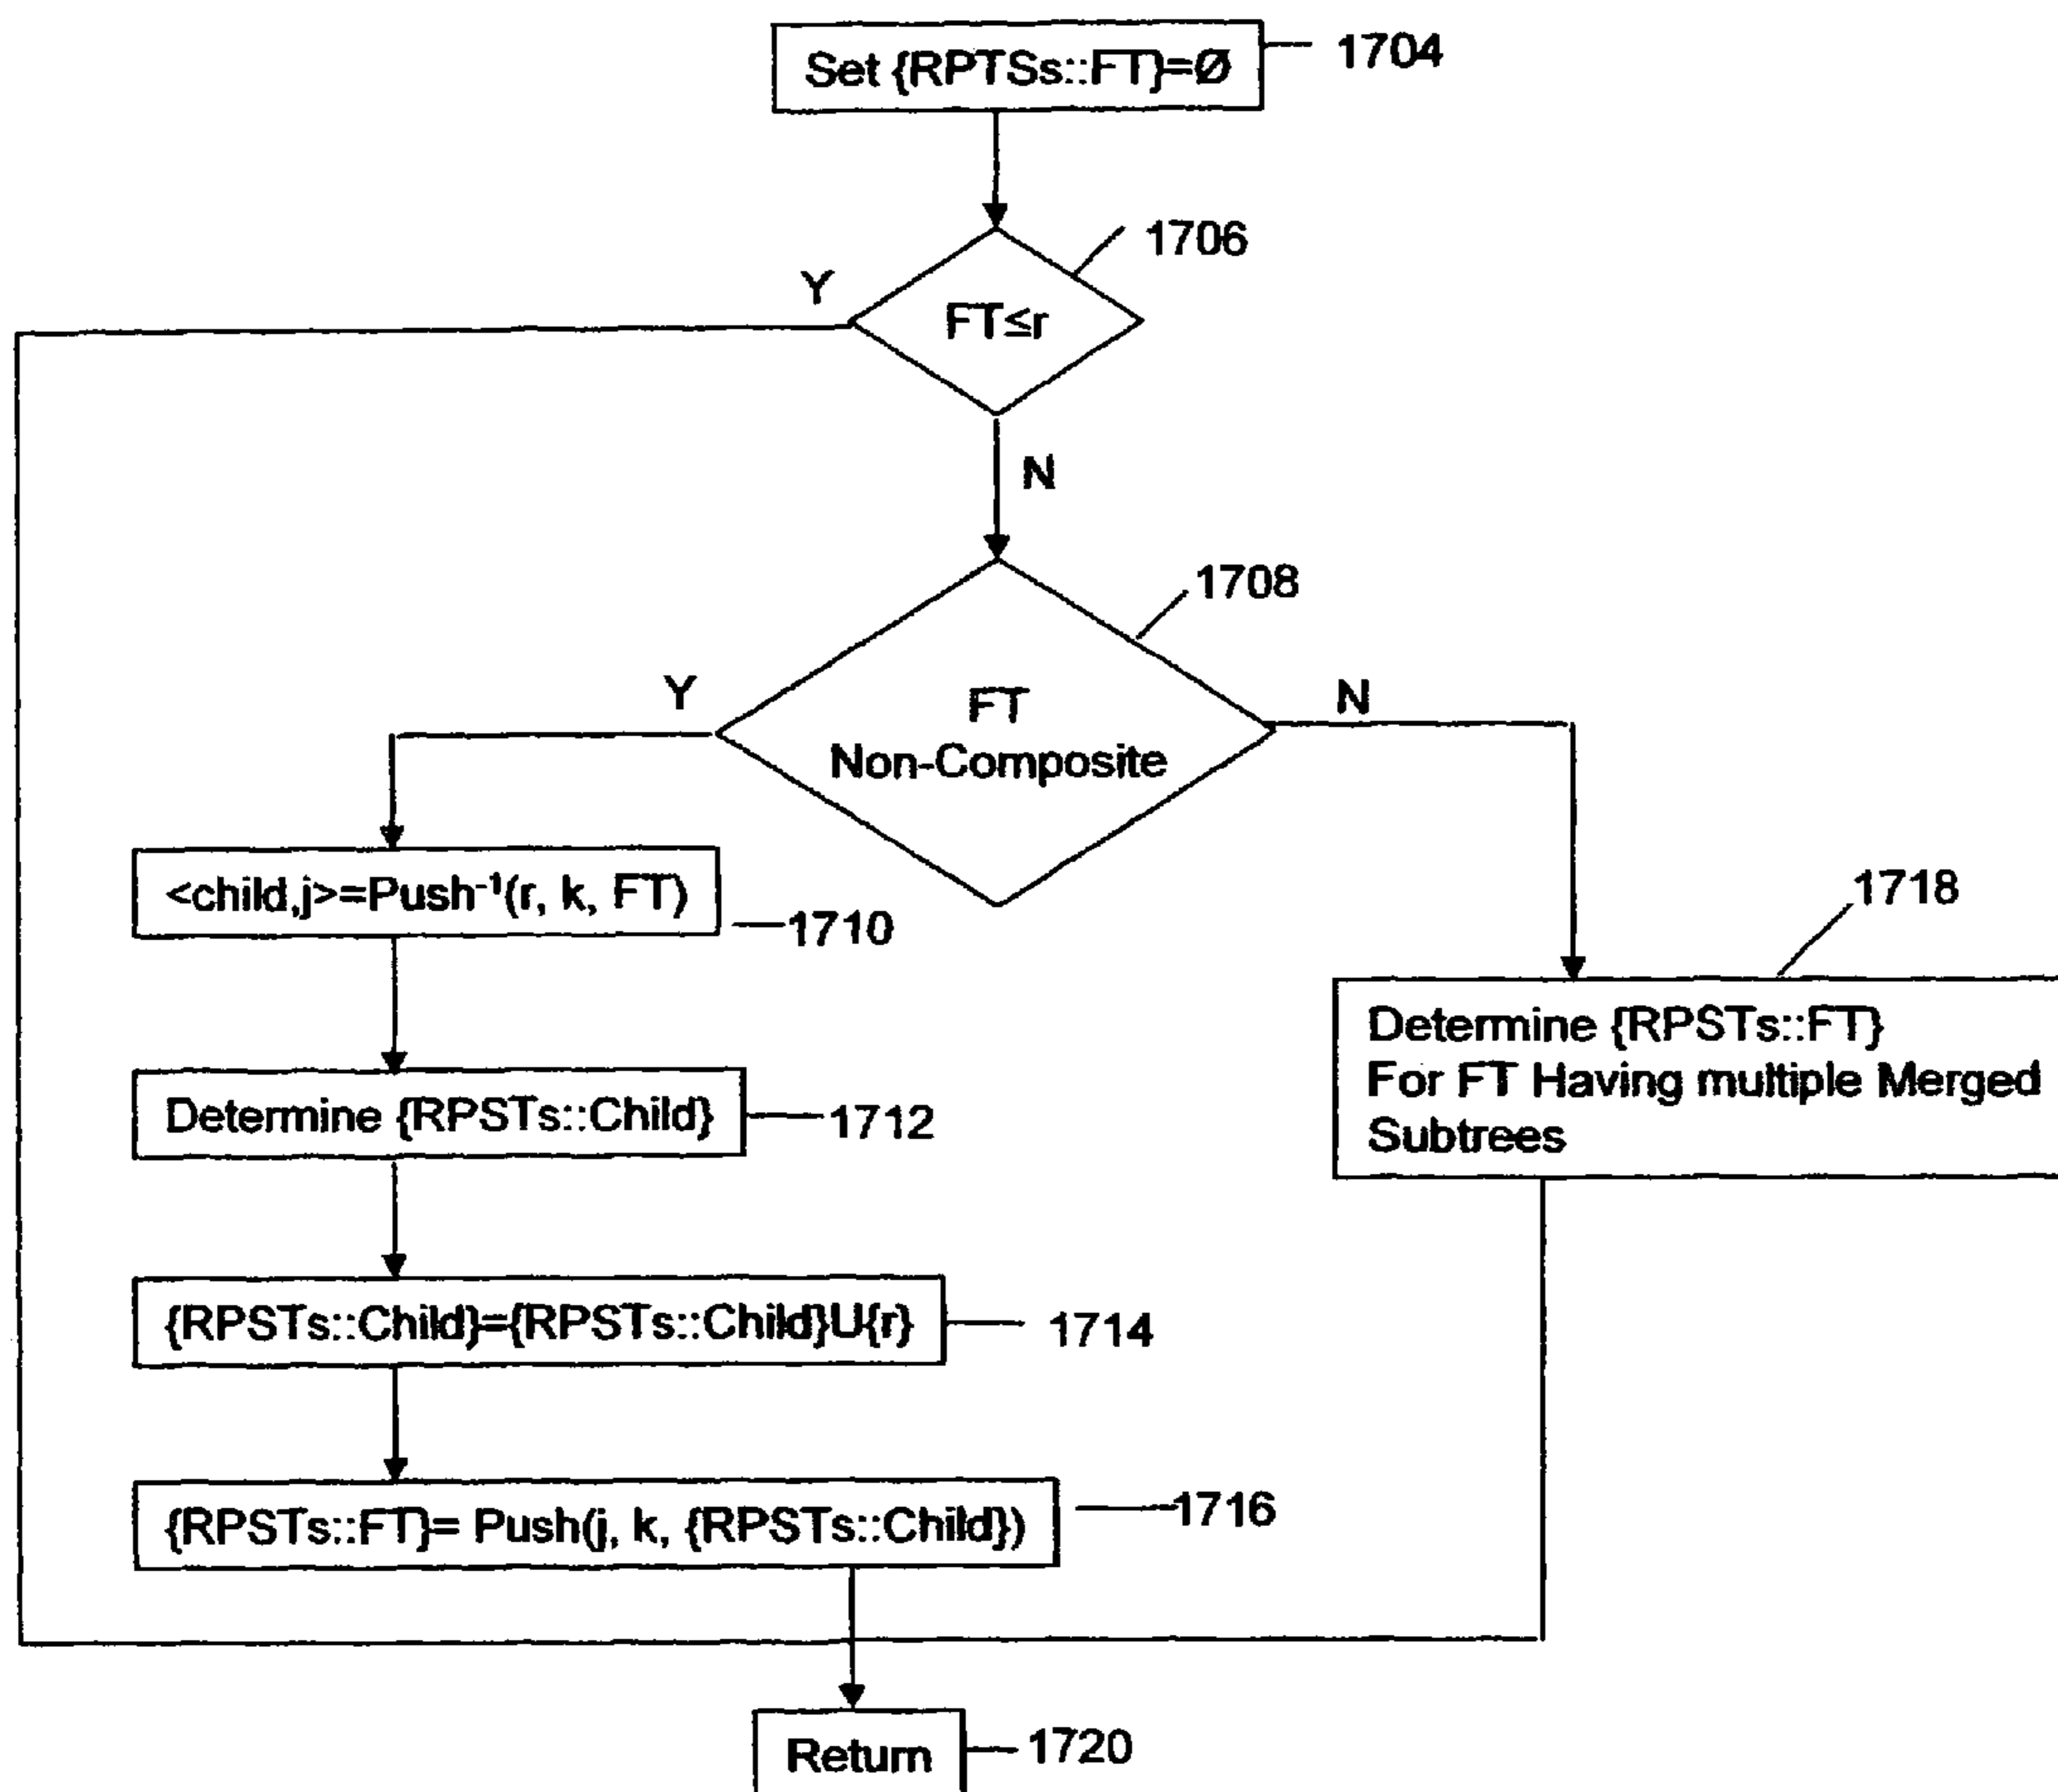 Set {RPTSs::FT}=Ø
1704
1706
Y
FT≤r
N
1708
Y
FT
Non-Composite
N
<child,j>=Push⁻¹(r, k, FT)
1710
1718
Determine {RPSTs::FT}
For FT Having multiple Merged
Subtrees
Determine {RPSTs::Child}
1712
{RPSTs::Child}={RPSTs::Child}U{r}
1714
{RPSTs::FT}= Push(j, k, {RPSTs::Child})
1716
Return
1720